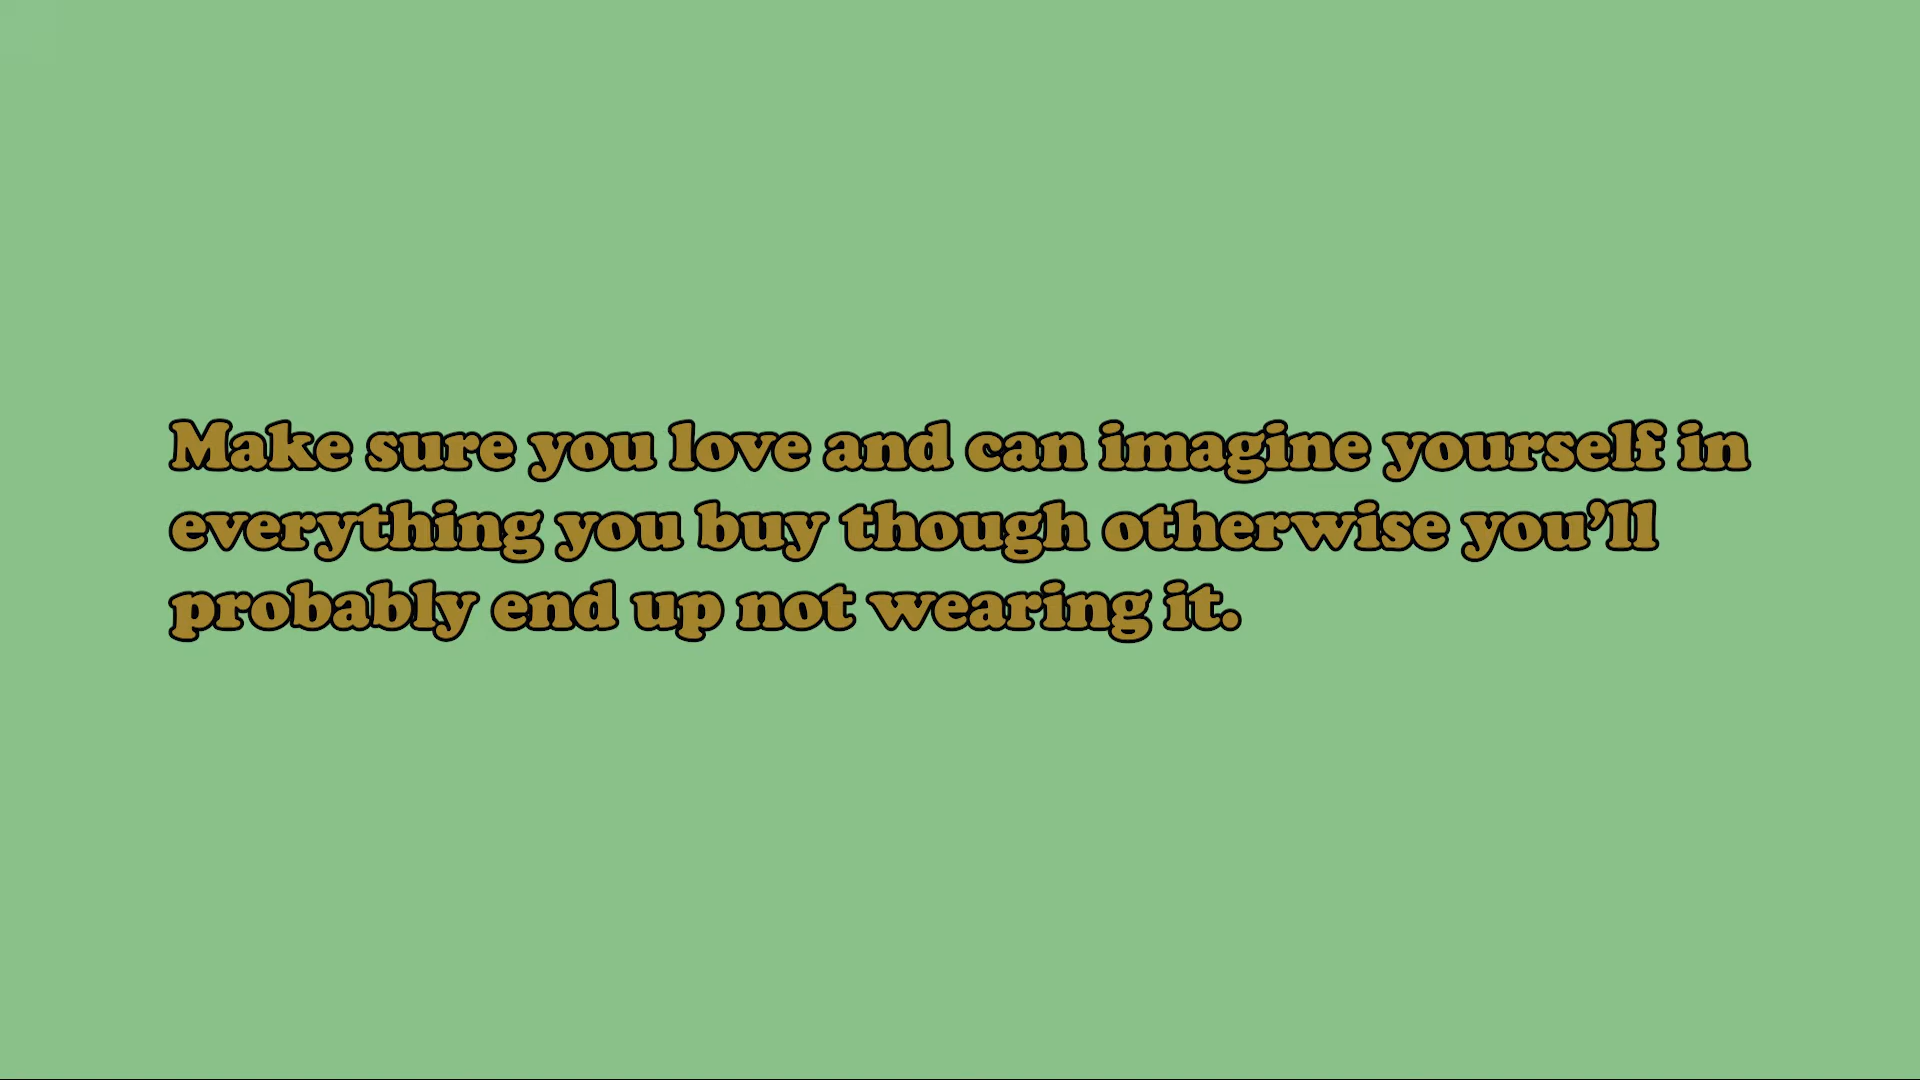 Make sure you love and can imagine yourself in
everything you buy though otherwise you’ll
probably end up not wearing it.